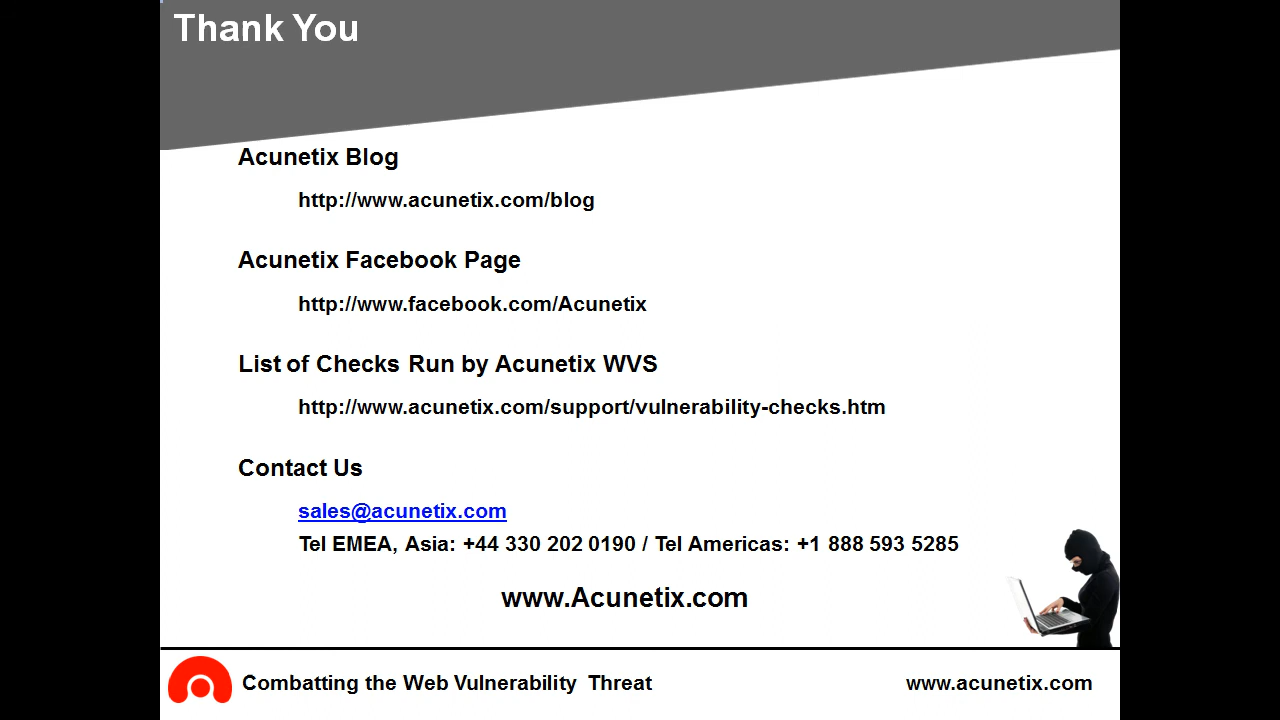 Thank You
Acunetix Blog
http://www.acunetix.com/blog
Acunetix Facebook Page
http://www.facebook.com/Acunetix
List of Checks Run by Acunetix WVS
http://www.acunetix.com/support/vulnerability-checks.htm
Contact Us
sales@acunetix.com
Tel EMEA, Asia: +44 330 202 0190 / Tel Americas: +1 888 593 5285
www.Acunetix.com
Combatting the Web Vulnerability Threat
www.acunetix.com